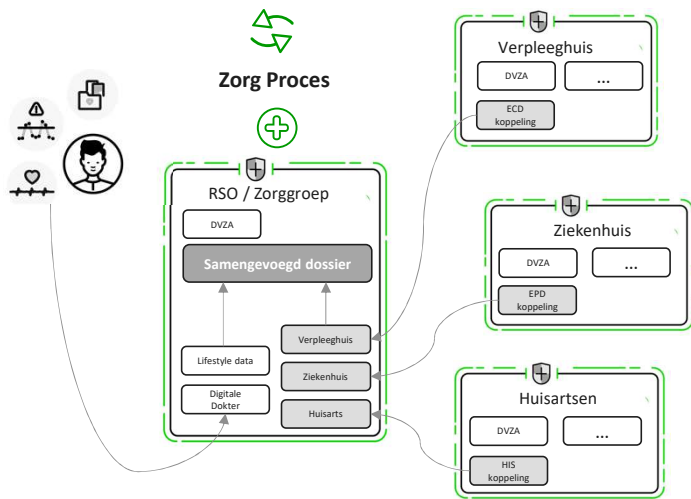 Zorg Proces
RSO / Zorggroep
DVZA
Samengevoegd dossier
Verpleeghuis
Lifestyle data
Ziekenhuis
Digitale
Dokter
Huisarts
Verpleeghuis
DVZA
...
ECD
koppeling
Ziekenhuis
DVZA
...
EPD
koppeling
Huisartsen
DVZA
...
HIS
koppeling